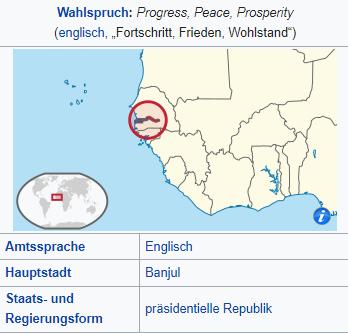 Wahlspruch: Progress, Peace, Prosperity
(englisch, „Fortschritt, Frieden, Wohlstand“)
i
Amtssprache Englisch
Hauptstadt Banjul
Staats- und
Regierungsform präsidentielle Republik